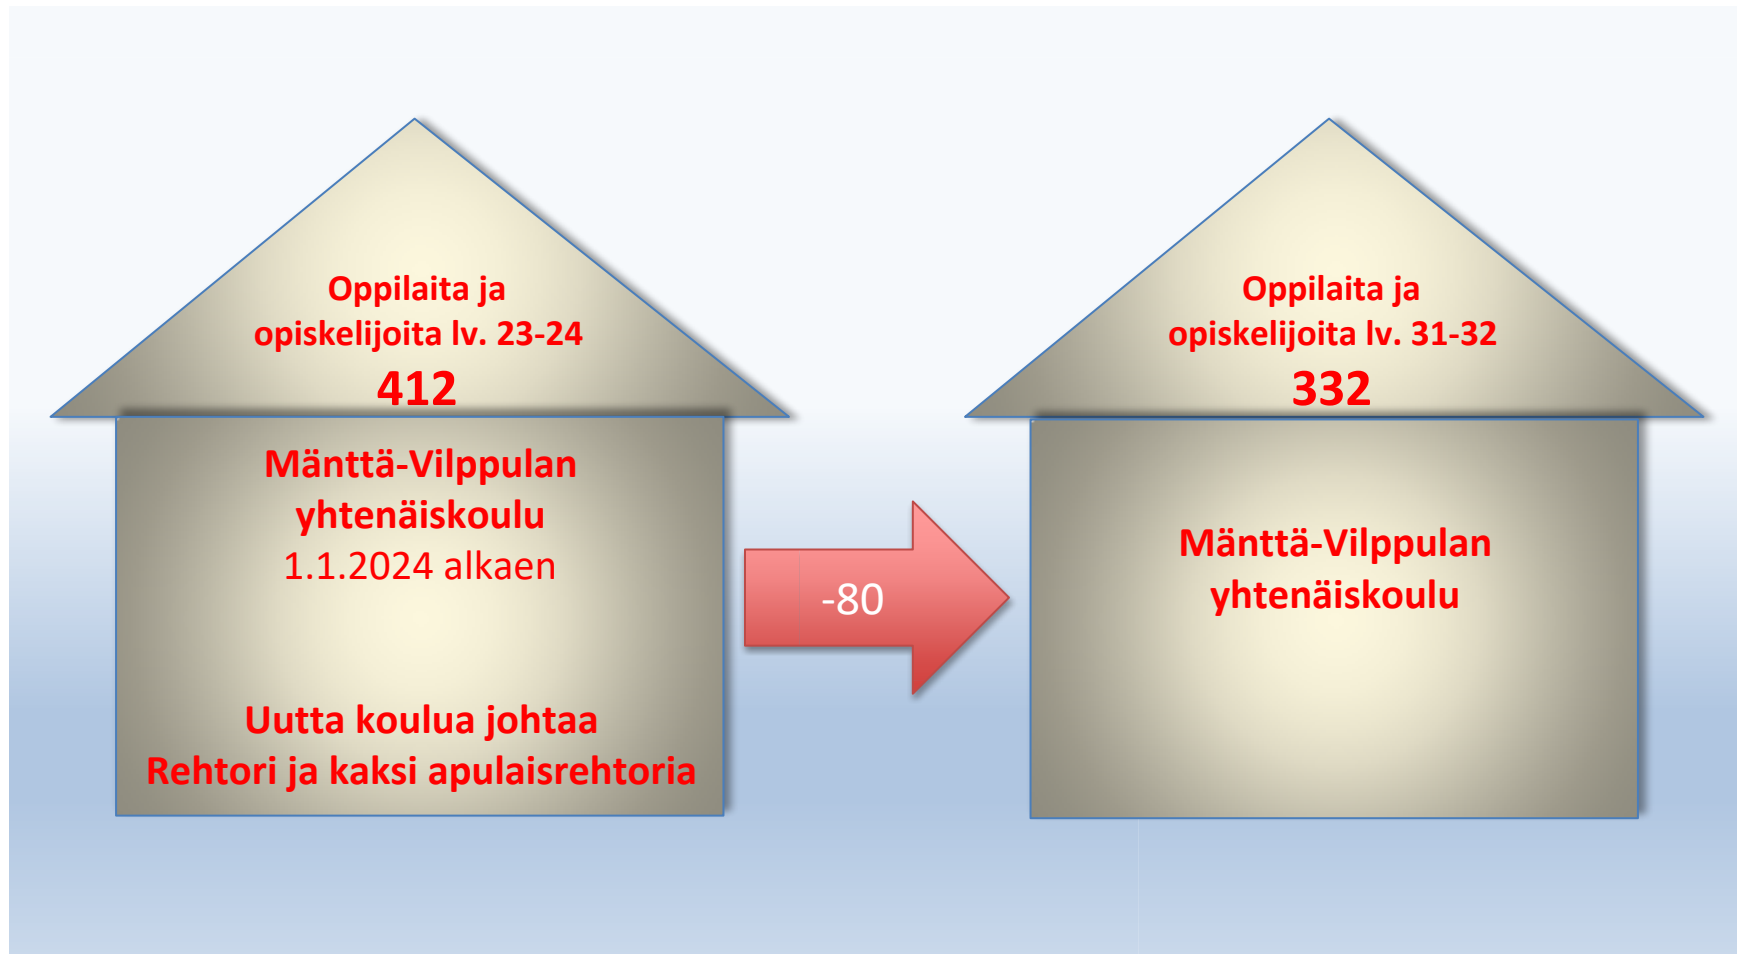 Oppilaita ja
opiskelijoita lv. 23-24
412
Mänttä-Vilppulan
yhtenäiskoulu
1.1.2024 alkaen
Uutta koulua johtaa
Rehtori ja kaksi apulaisrehtoria
-80
Oppilaita ja
opiskelijoita lv. 31-32
332
Mänttä-Vilppulan
yhtenäiskoulu